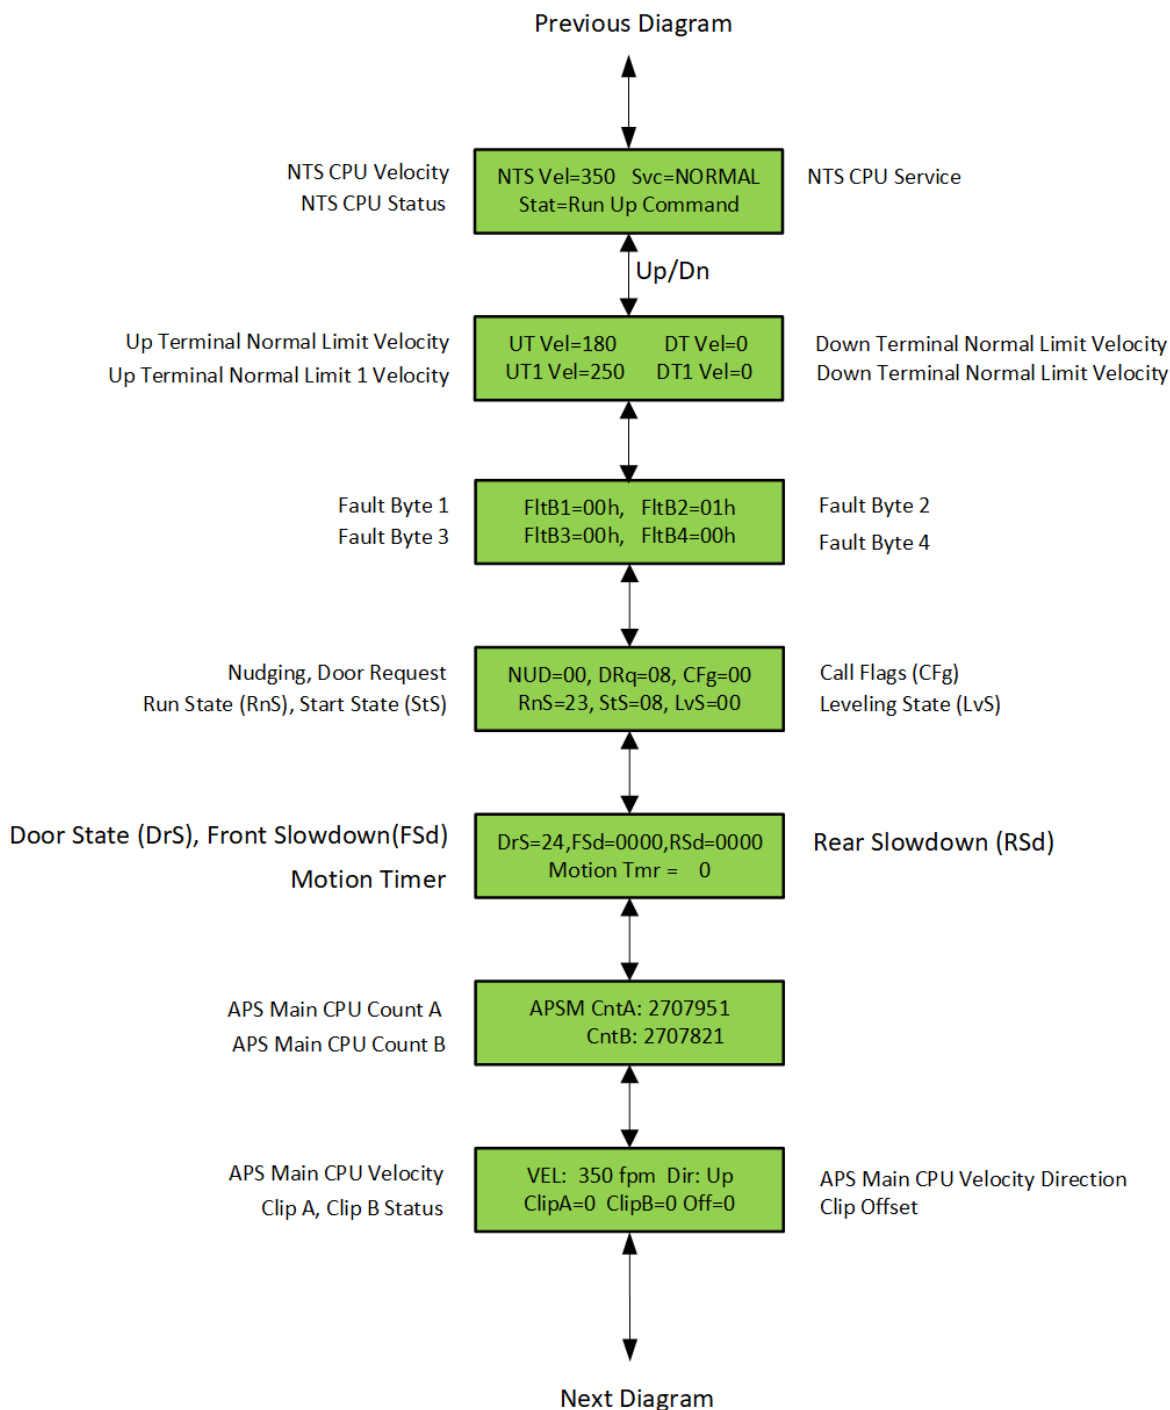 Previous Diagram
NTS CPU Velocity
NTS CPU Status
NTS Vel=350 Svc=NORMAL
Stat=Run Up Command
NTS CPU Service
Up/Dn
Up Terminal Normal Limit Velocity
Up Terminal Normal Limit 1 Velocity
UT Vel=180 DT Vel=0
UT1 Vel=250 DT1 Vel=0
Down Terminal Normal Limit Velocity
Down Terminal Normal Limit Velocity
Fault Byte 1
Fault Byte 3
FltB1=00h, FltB2=01h
FltB3=00h, FltB4=00h
Fault Byte 2
Fault Byte 4
Nudging, Door Request
Run State (RnS), Start State (StS)
NUD=00, DRq=08, CFg=00
RnS=23, StS=08, LvS=00
Call Flags (CFg)
Leveling State (LvS)
Door State (DrS), Front Slowdown(FSd)
Motion Timer
DrS=24,FSd=0000,RSd=0000
Motion Tmr = 0
Rear Slowdown (RSd)
APS Main CPU Count A
APS Main CPU Count B
APSM CntA: 2707951
CntB: 2707821
APS Main CPU Velocity
Clip A, Clip B Status
VEL: 350 fpm Dir: Up
ClipA=0 ClipB=0 Off=0
APS Main CPU Velocity Direction
Clip Offset
Next Diagram